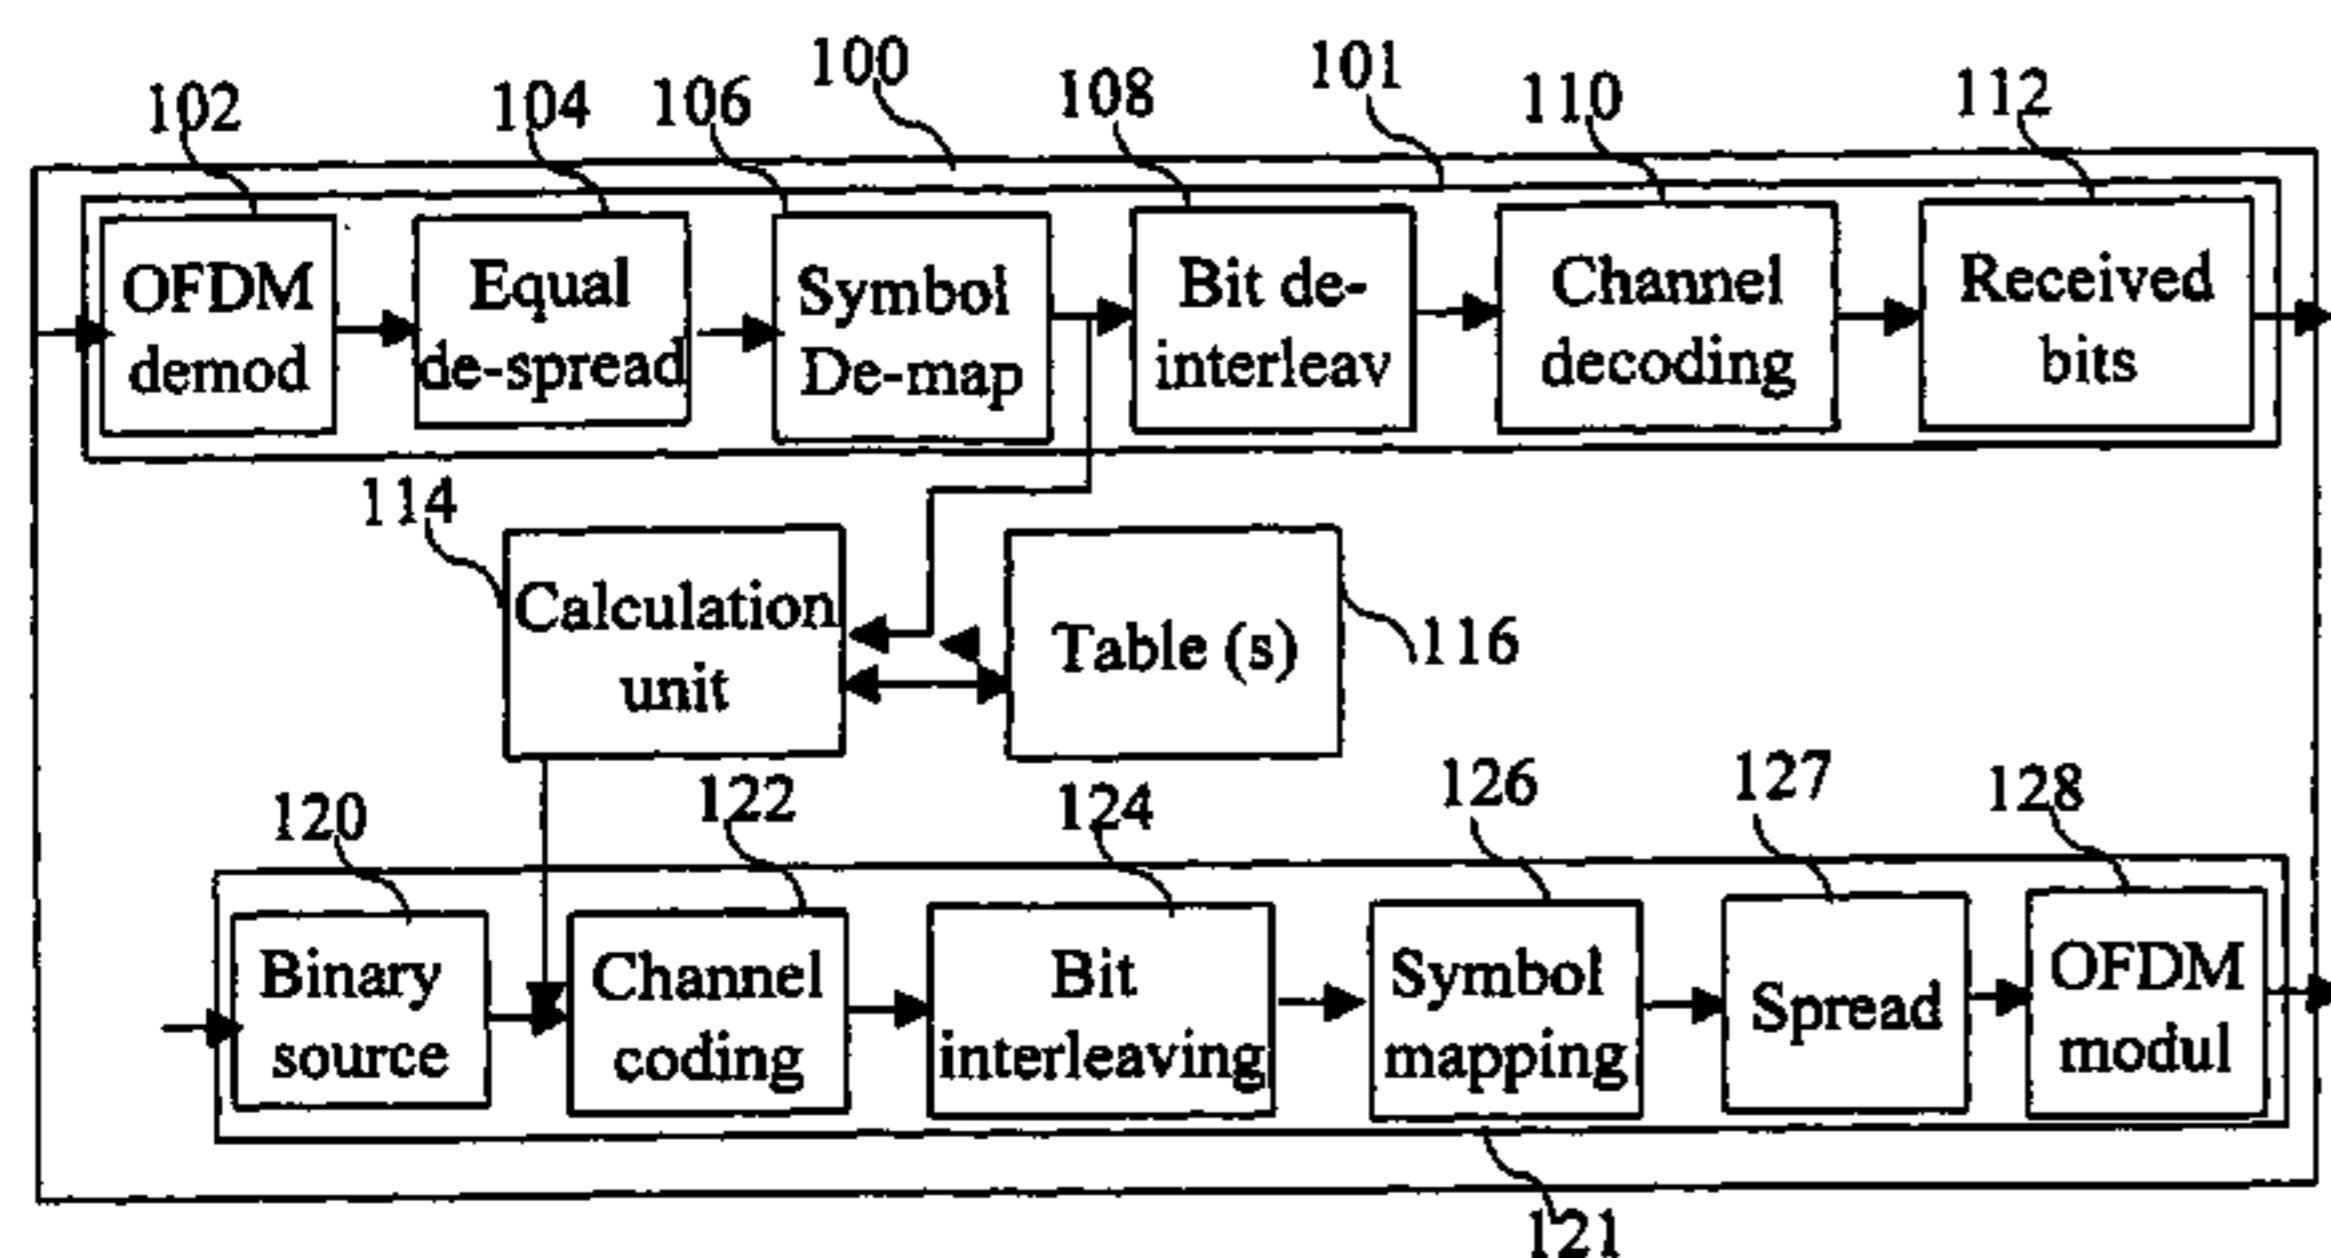 100
101
102
104
106
108
110
112
OFDM
demod
Equal
de-spread
Symbol
De-map
Bit de-
interleav
Channel
decoding
Received
bits
114
Calculation
unit
Table (s)
116
120
122
124
126
127
128
Binary
source
Channel
coding
Bit
interleaving
Symbol
mapping
Spread
OFDM
modul
121